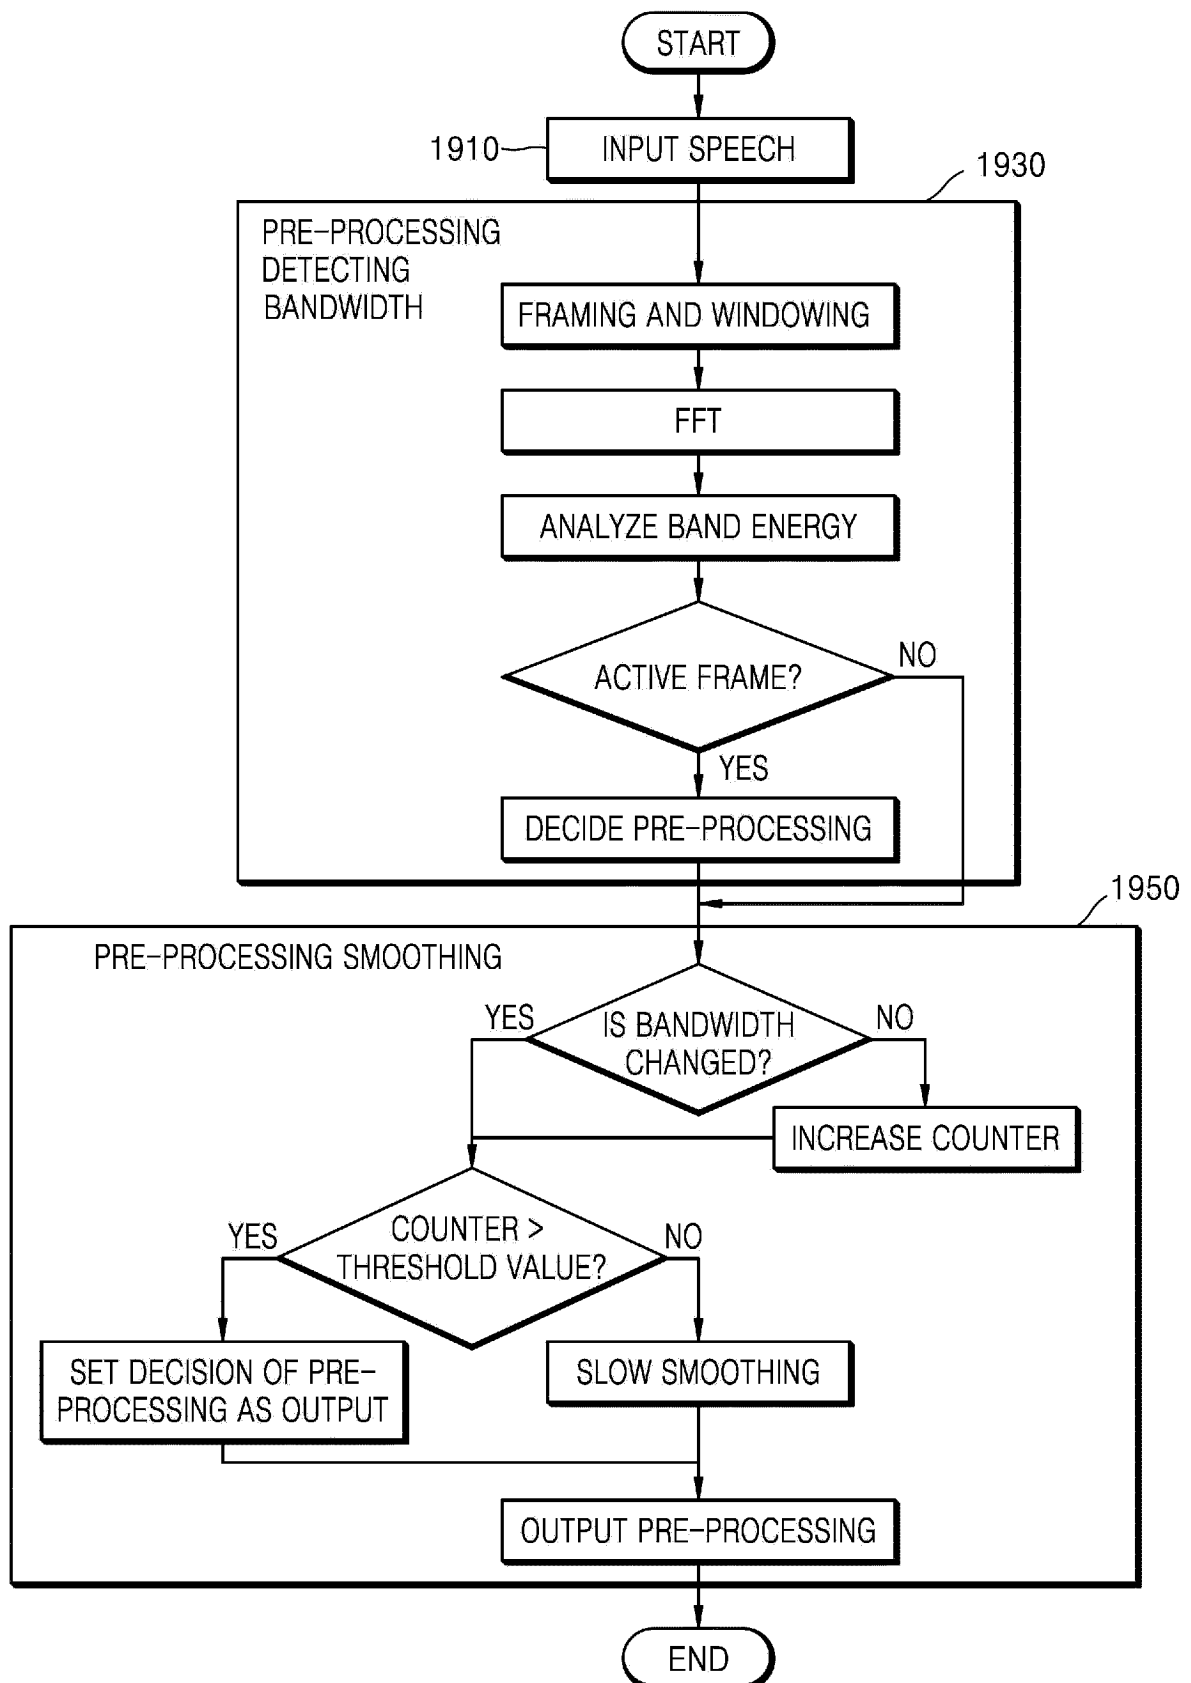 START
1910
INPUT SPEECH
1930
PRE-PROCESSING
DETECTING
BANDWIDTH
FRAMING AND WINDOWING
FFT
ANALYZE BAND ENERGY
ACTIVE FRAME?
NO
YES
DECIDE PRE-PROCESSING
1950
PRE-PROCESSING SMOOTHING
YES
IS BANDWIDTH
CHANGED?
NO
INCREASE COUNTER
YES
COUNTER >
THRESHOLD VALUE?
NO
SET DECISION OF PRE-
PROCESSING AS OUTPUT
SLOW SMOOTHING
OUTPUT PRE-PROCESSING
END